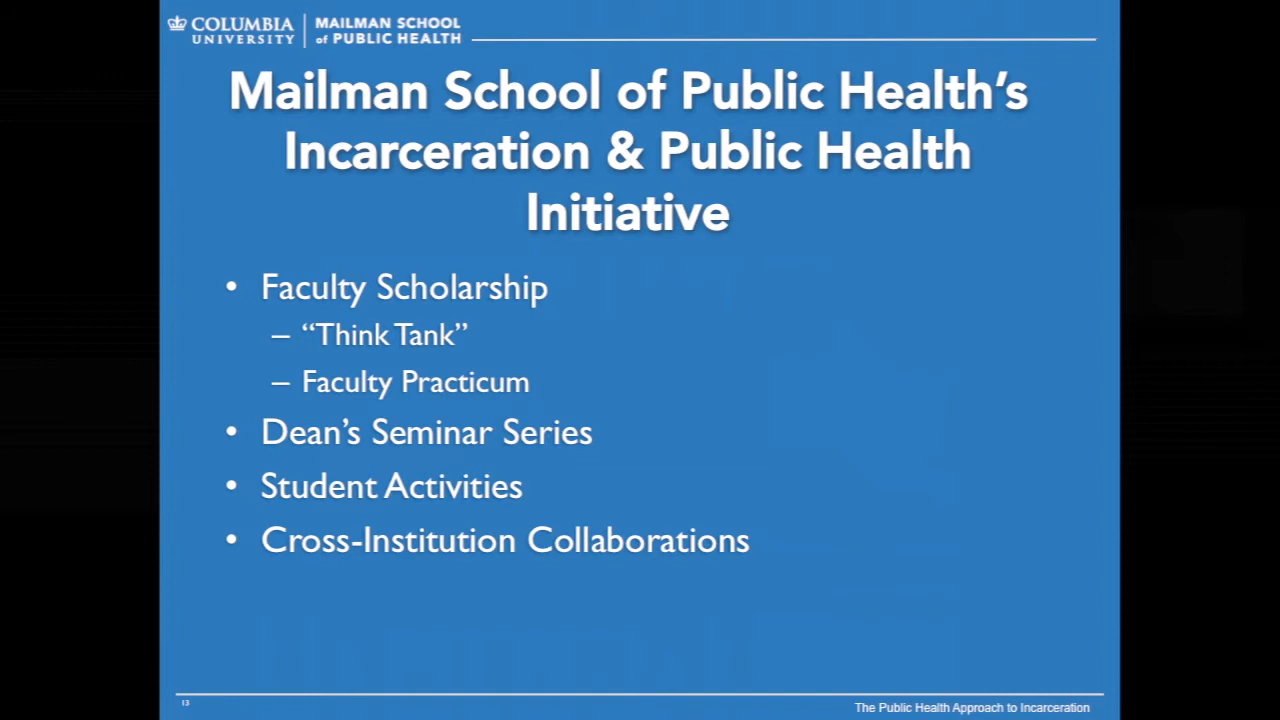 COLUMBIA
UNIVERSITY
MAILMAN SCHOOL
of PUBLIC HEALTH
Mailman School of Public Health’s
Incarceration & Public Health
Initiative
• Faculty Scholarship
– “Think Tank”
– Faculty Practicum
• Dean’s Seminar Series
• Student Activities
• Cross-Institution Collaborations
13
The Public Health Approach to Incarceration